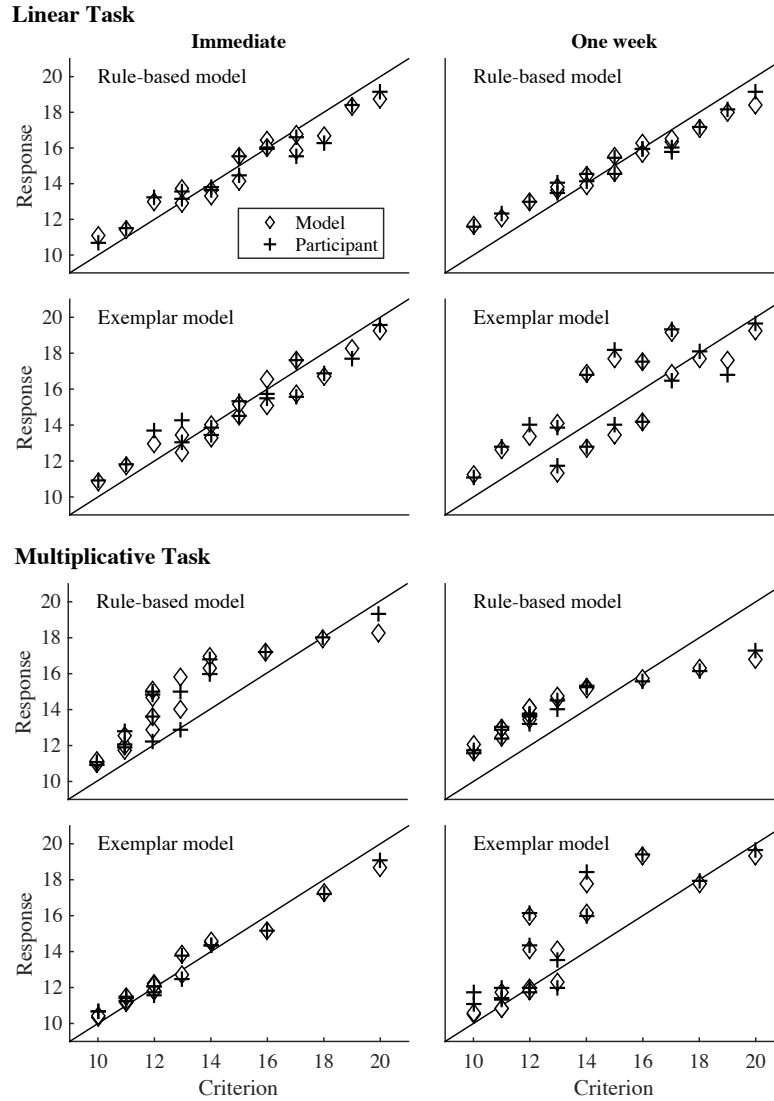 Linear Task
Immediate
One week
Rule-based model
Rule-based model
20
18
16
14
12
10
Response
Model
Participant
Exemplar model
Exemplar model
20
18
16
14
12
10
Response
Multiplicative Task
Rule-based model
Rule-based model
20
18
16
14
12
10
Response
Exemplar model
Exemplar model
20
18
16
14
12
10
Response
10 12 14 16 18 20
10 12 14 16 18 20
Criterion
Criterion